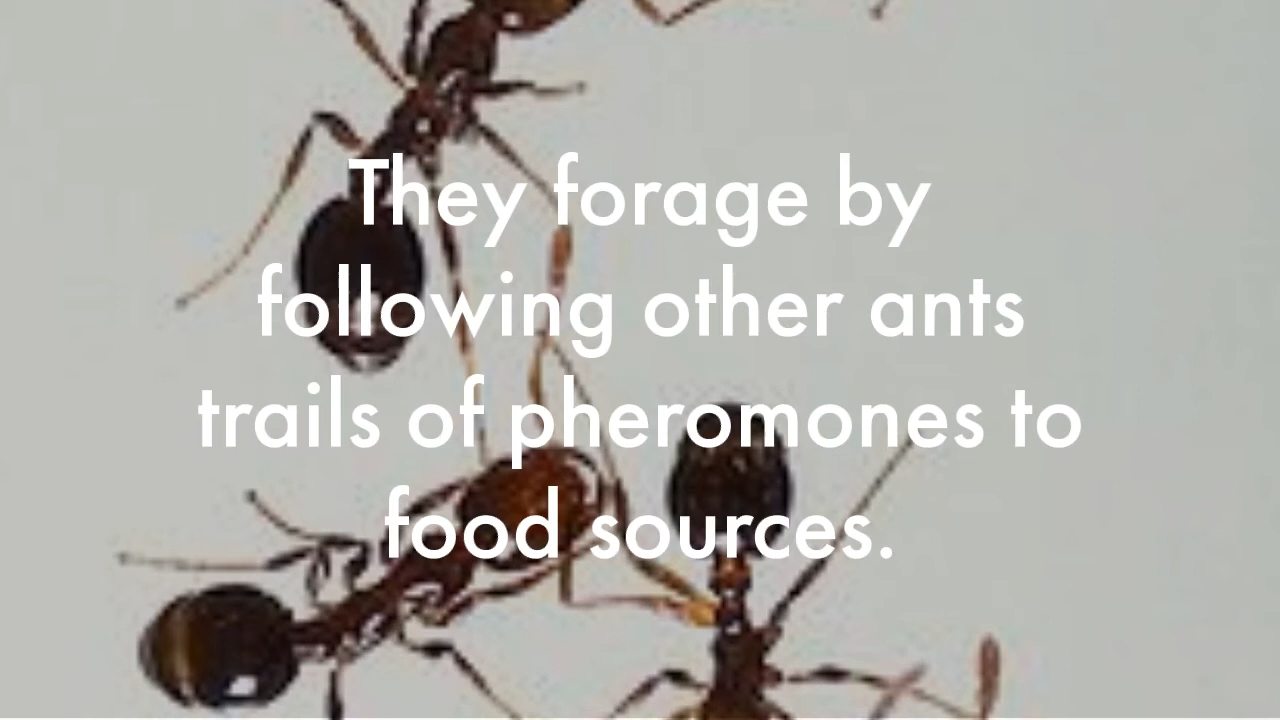 They forage by
following other ants
trails of pheromones to
food sources.